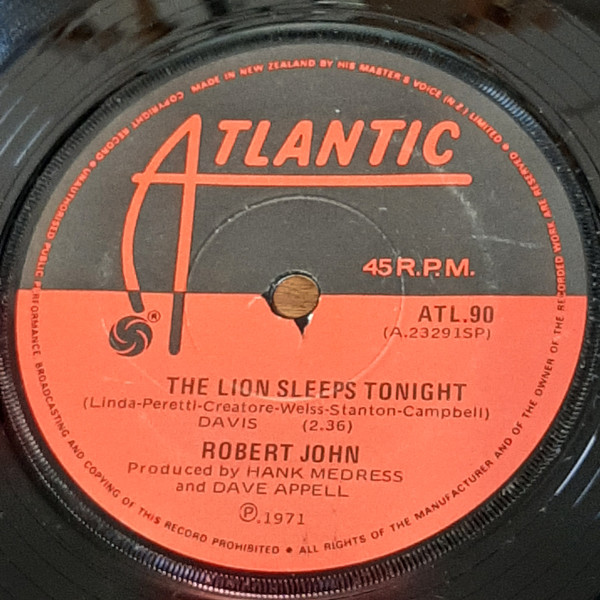 COPYRIGHT RECORD • MADE IN NEW ZEALAND BY HIS MASTER'S VOICE (N Z) LIMITED • ALL RIGHTS OF THE MANUFACTURER AND OF THE OWNER OF THE RECORDED WORK ARE RESERVED • UNAUTHORISED PUBLIC PERFORMANCE, BROADCASTING AND COPYING OF THIS RECORD PROHIBITED •
ATLANTIC
45 R.P.M.
®
ATL.90
(A.23291SP)
THE LION SLEEPS TONIGHT
(Linda-Peretti-Creatore-Weiss-Stanton-Campbell)
DAVIS (2.36)
ROBERT JOHN
Produced by HANK MEDRESS
and DAVE APPELL
℗.1971